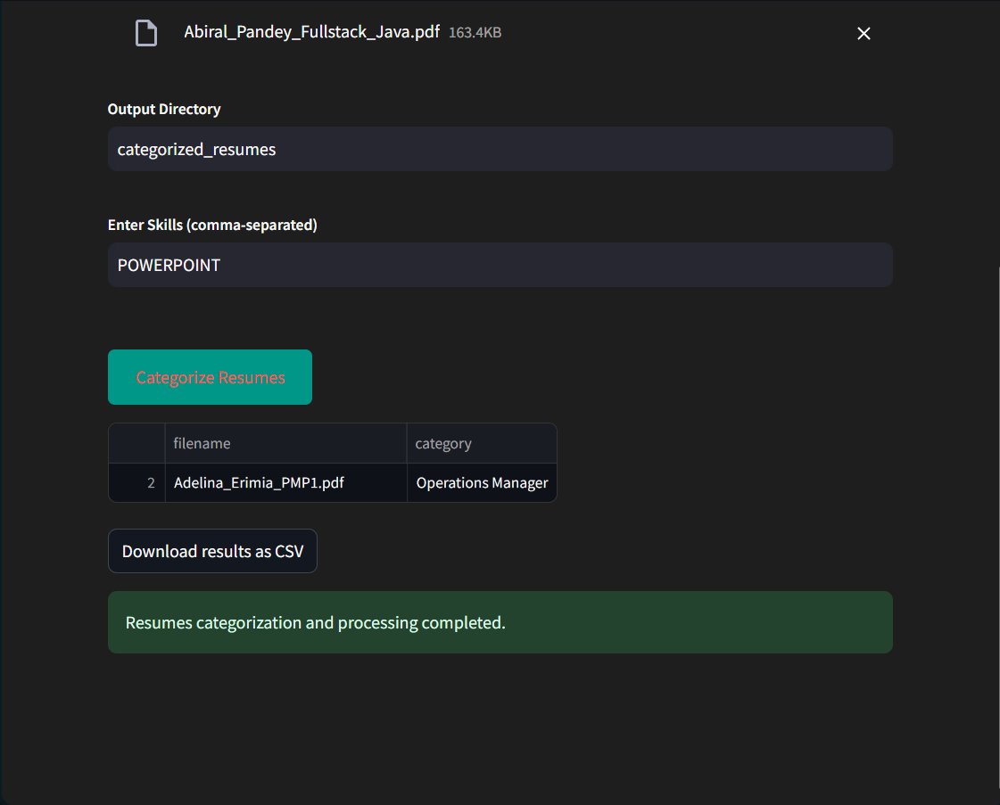 Abiral_Pandey_Fullstack_Java.pdf 163.4KB
Output Directory
categorized_resumes
Enter Skills (comma-separated)
POWERPOINT
Categorize Resumes
filename category
2 Adelina_Erimia_PMP1.pdf Operations Manager
Download results as CSV
Resumes categorization and processing completed.